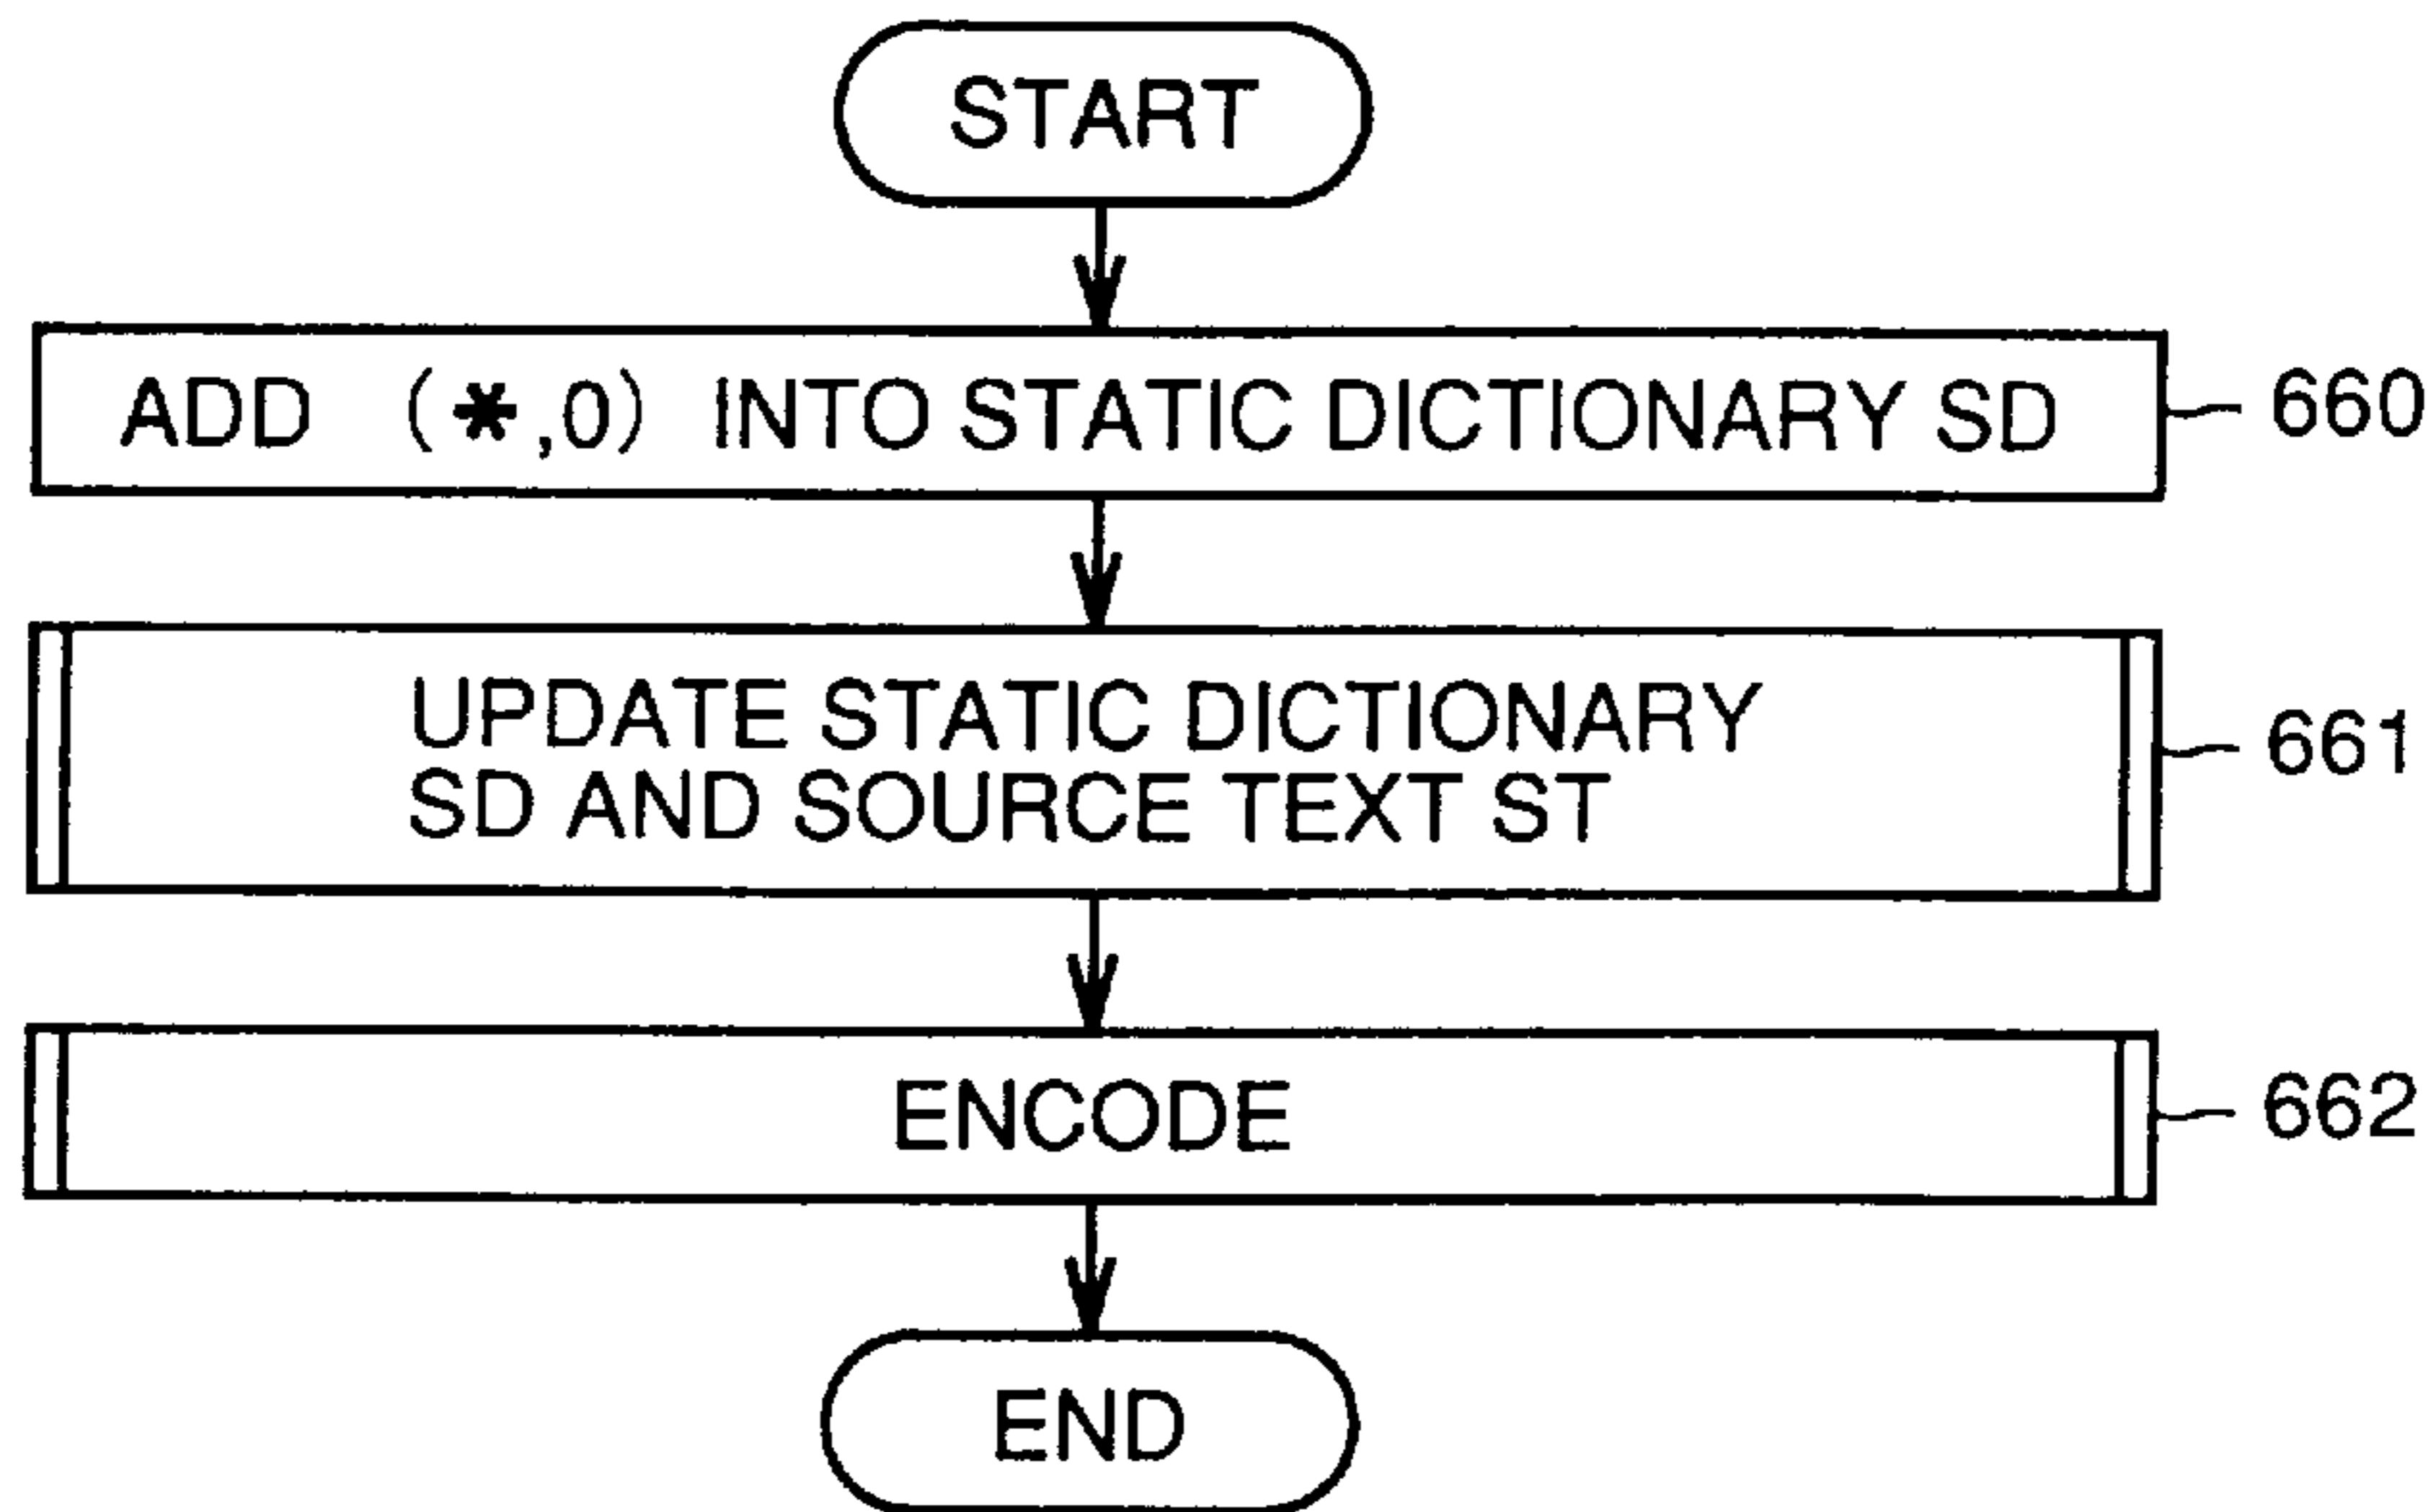 START
ADD (*,0) INTO STATIC DICTIONARY SD
660
UPDATE STATIC DICTIONARY
SD AND SOURCE TEXT ST
661
ENCODE
662
END